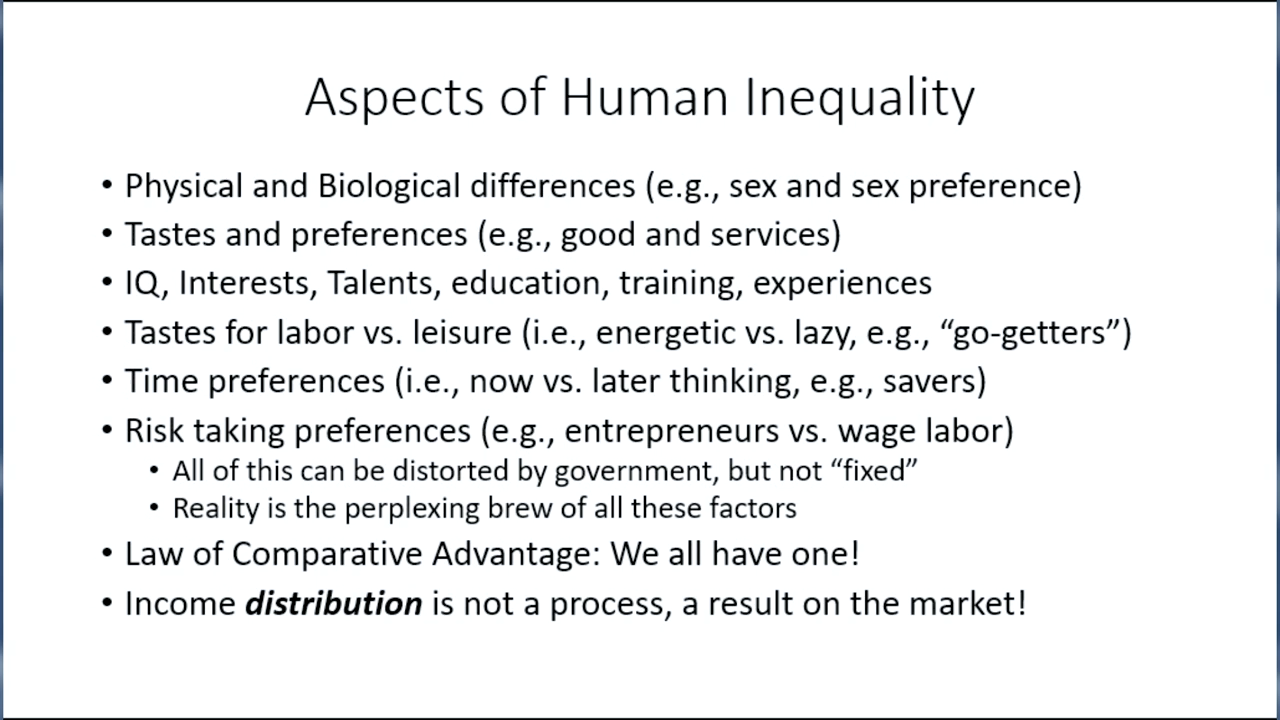 Aspects of Human Inequality
• Physical and Biological differences (e.g., sex and sex preference)
• Tastes and preferences (e.g., good and services)
• IQ, Interests, Talents, education, training, experiences
• Tastes for labor vs. leisure (i.e., energetic vs. lazy, e.g., “go-getters”)
• Time preferences (i.e., now vs. later thinking, e.g., savers)
• Risk taking preferences (e.g., entrepreneurs vs. wage labor)
• All of this can be distorted by government, but not “fixed”
• Reality is the perplexing brew of all these factors
• Law of Comparative Advantage: We all have one!
• Income distribution is not a process, a result on the market!